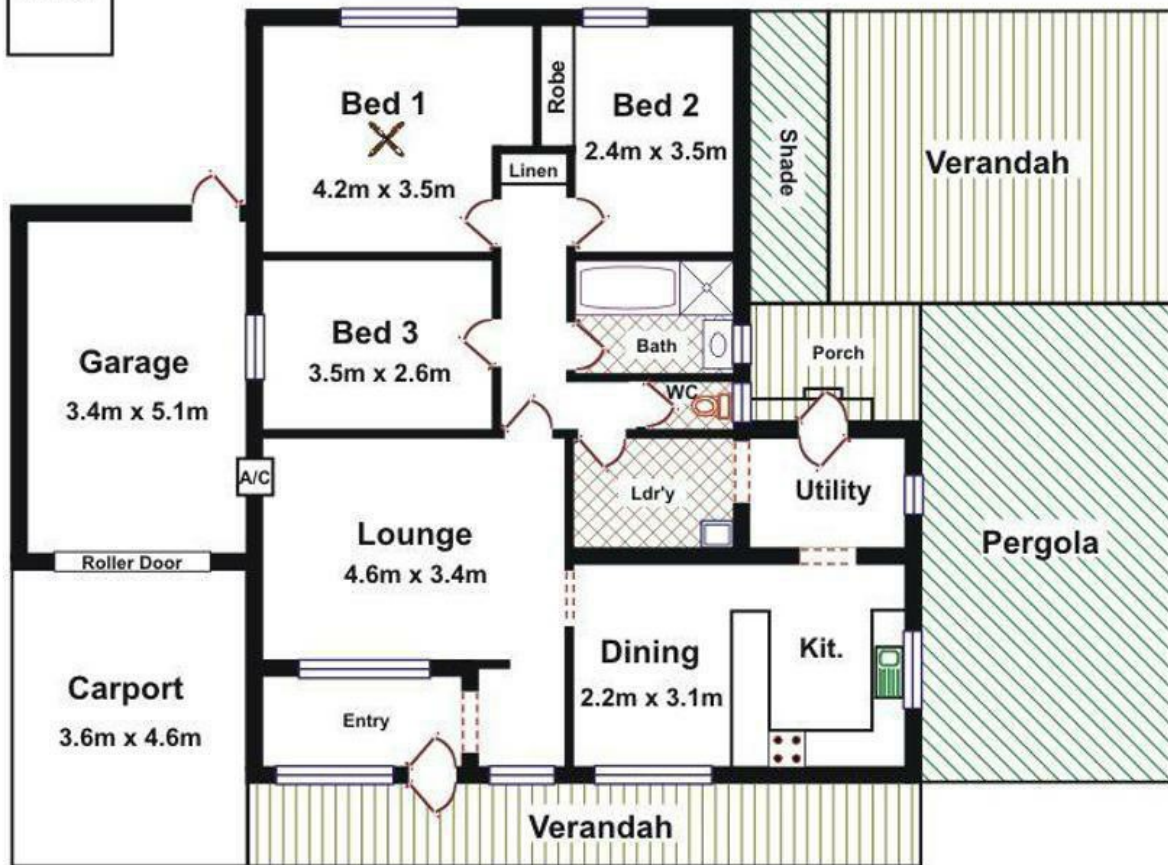 Bed 1
4.2m x 3.5m
Robe
Bed 2
2.4m x 3.5m
Linen
Shade
Verandah
Garage
3.4m x 5.1m
Bed 3
3.5m x 2.6m
Bath
Porch
WC
A/C
Lounge
4.6m x 3.4m
Ldr'y
Utility
Pergola
Roller Door
Carport
3.6m x 4.6m
Entry
Dining
2.2m x 3.1m
Kit.
Verandah